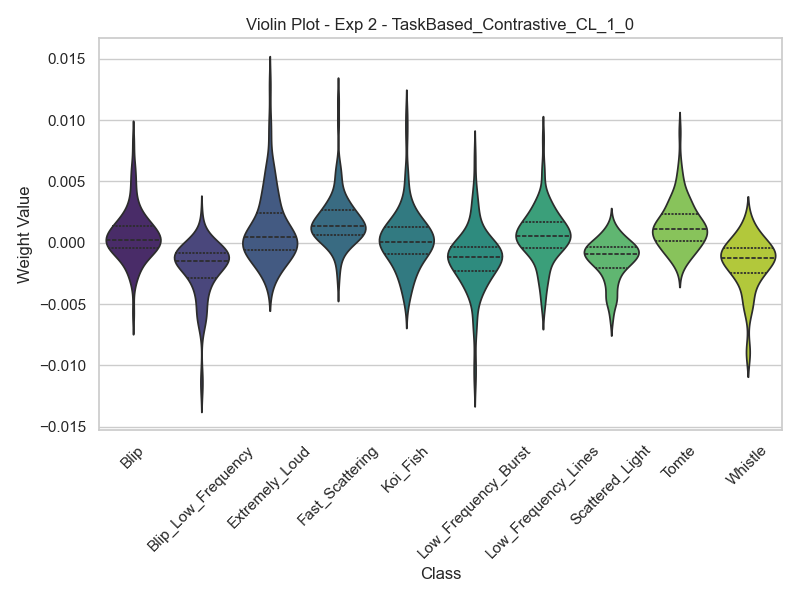 Violin Plot - Exp 2 - TaskBased_Contrastive_CL_1_0
Weight Value
0.015
0.010
0.005
0.000
−0.005
−0.010
−0.015
Blip
Blip_Low_Frequency
Extremely_Loud
Fast_Scattering
Koi_Fish
Low_Frequency_Burst
Low_Frequency_Lines
Scattered_Light
Tomte
Whistle
Class